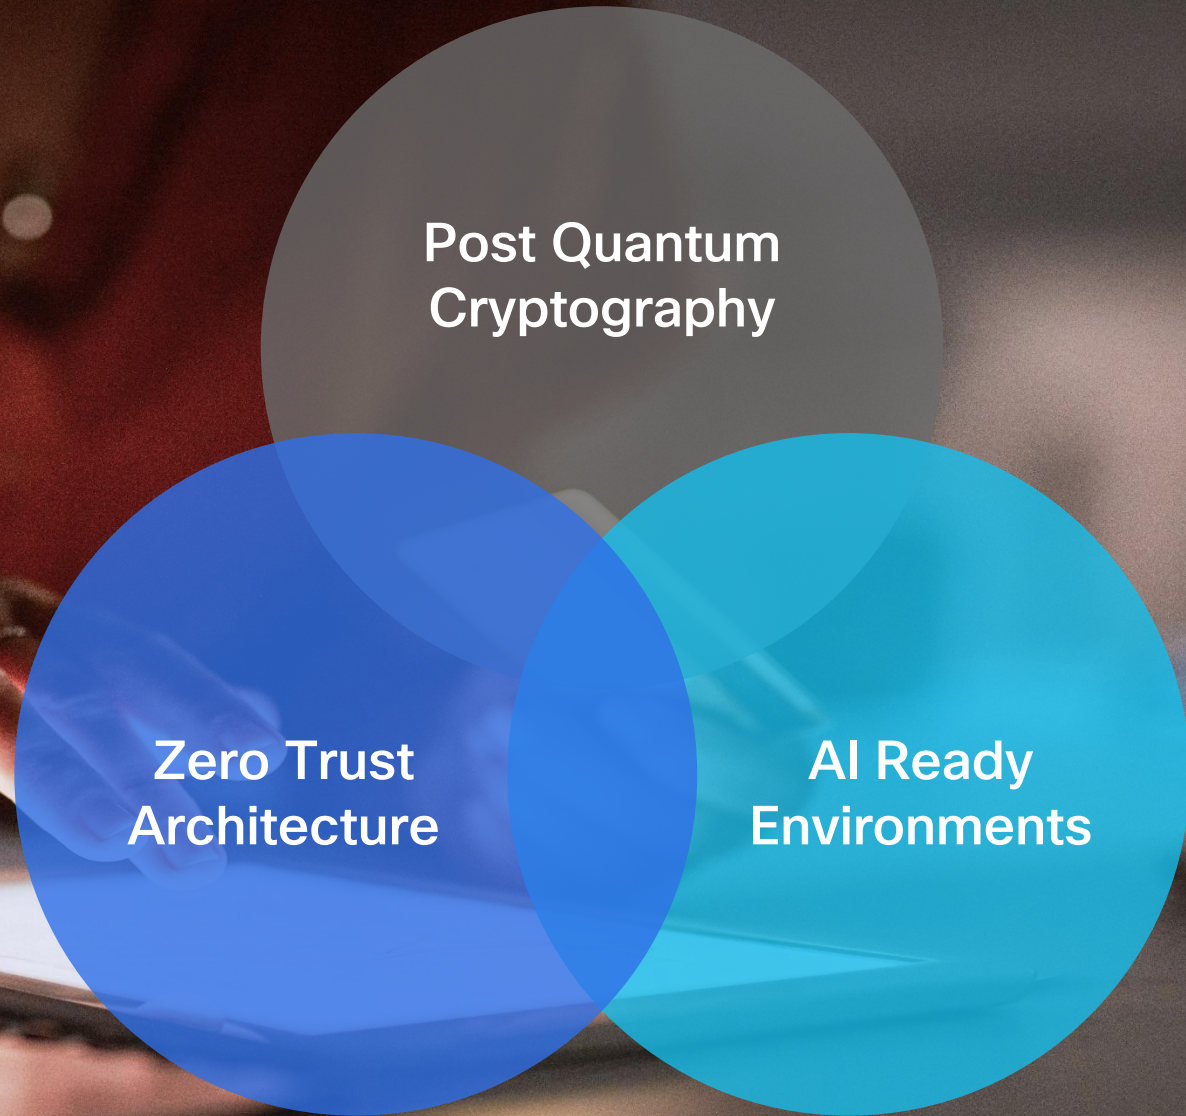 Post Quantum
Cryptography
Zero Trust
Architecture
AI Ready
Environments